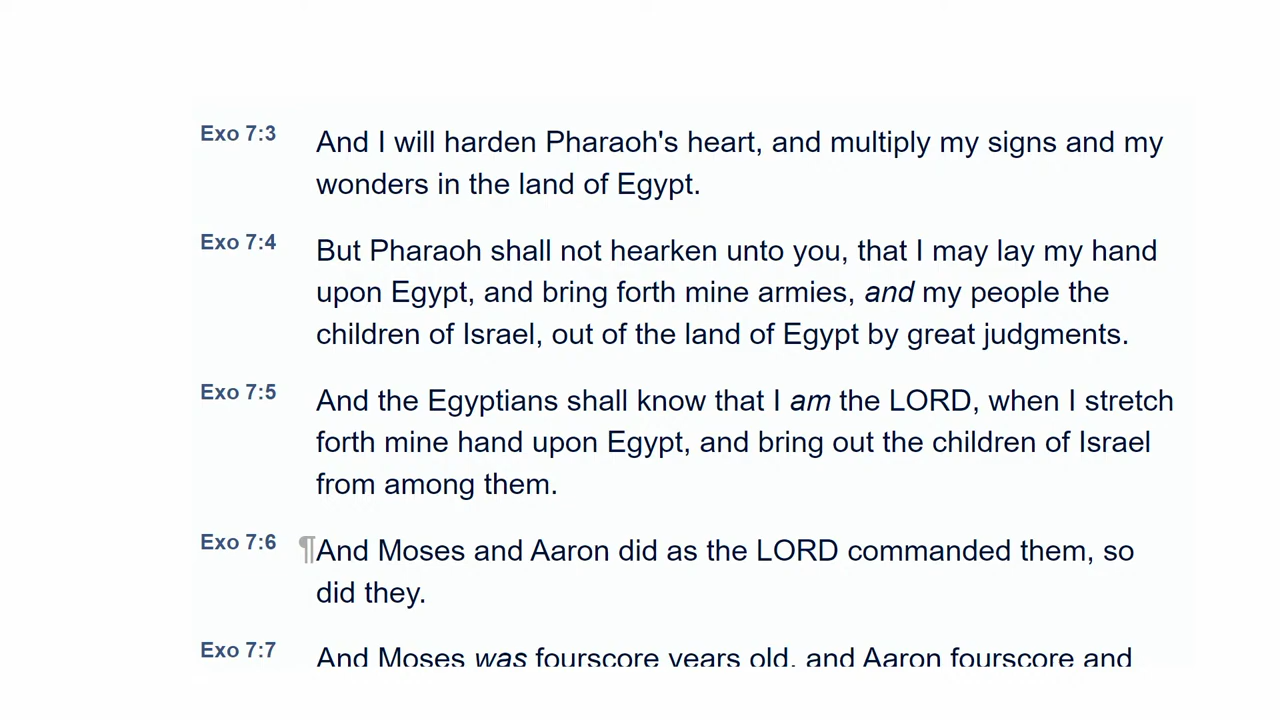 Exo 7:3 And I will harden Pharaoh's heart, and multiply my signs and my
wonders in the land of Egypt.
Exo 7:4 But Pharaoh shall not hearken unto you, that I may lay my hand
upon Egypt, and bring forth mine armies, and my people the
children of Israel, out of the land of Egypt by great judgments.
Exo 7:5 And the Egyptians shall know that I am the LORD, when I stretch
forth mine hand upon Egypt, and bring out the children of Israel
from among them.
Exo 7:6 ¶And Moses and Aaron did as the LORD commanded them, so
did they.
Exo 7:7 And Moses was fourscore years old, and Aaron fourscore and